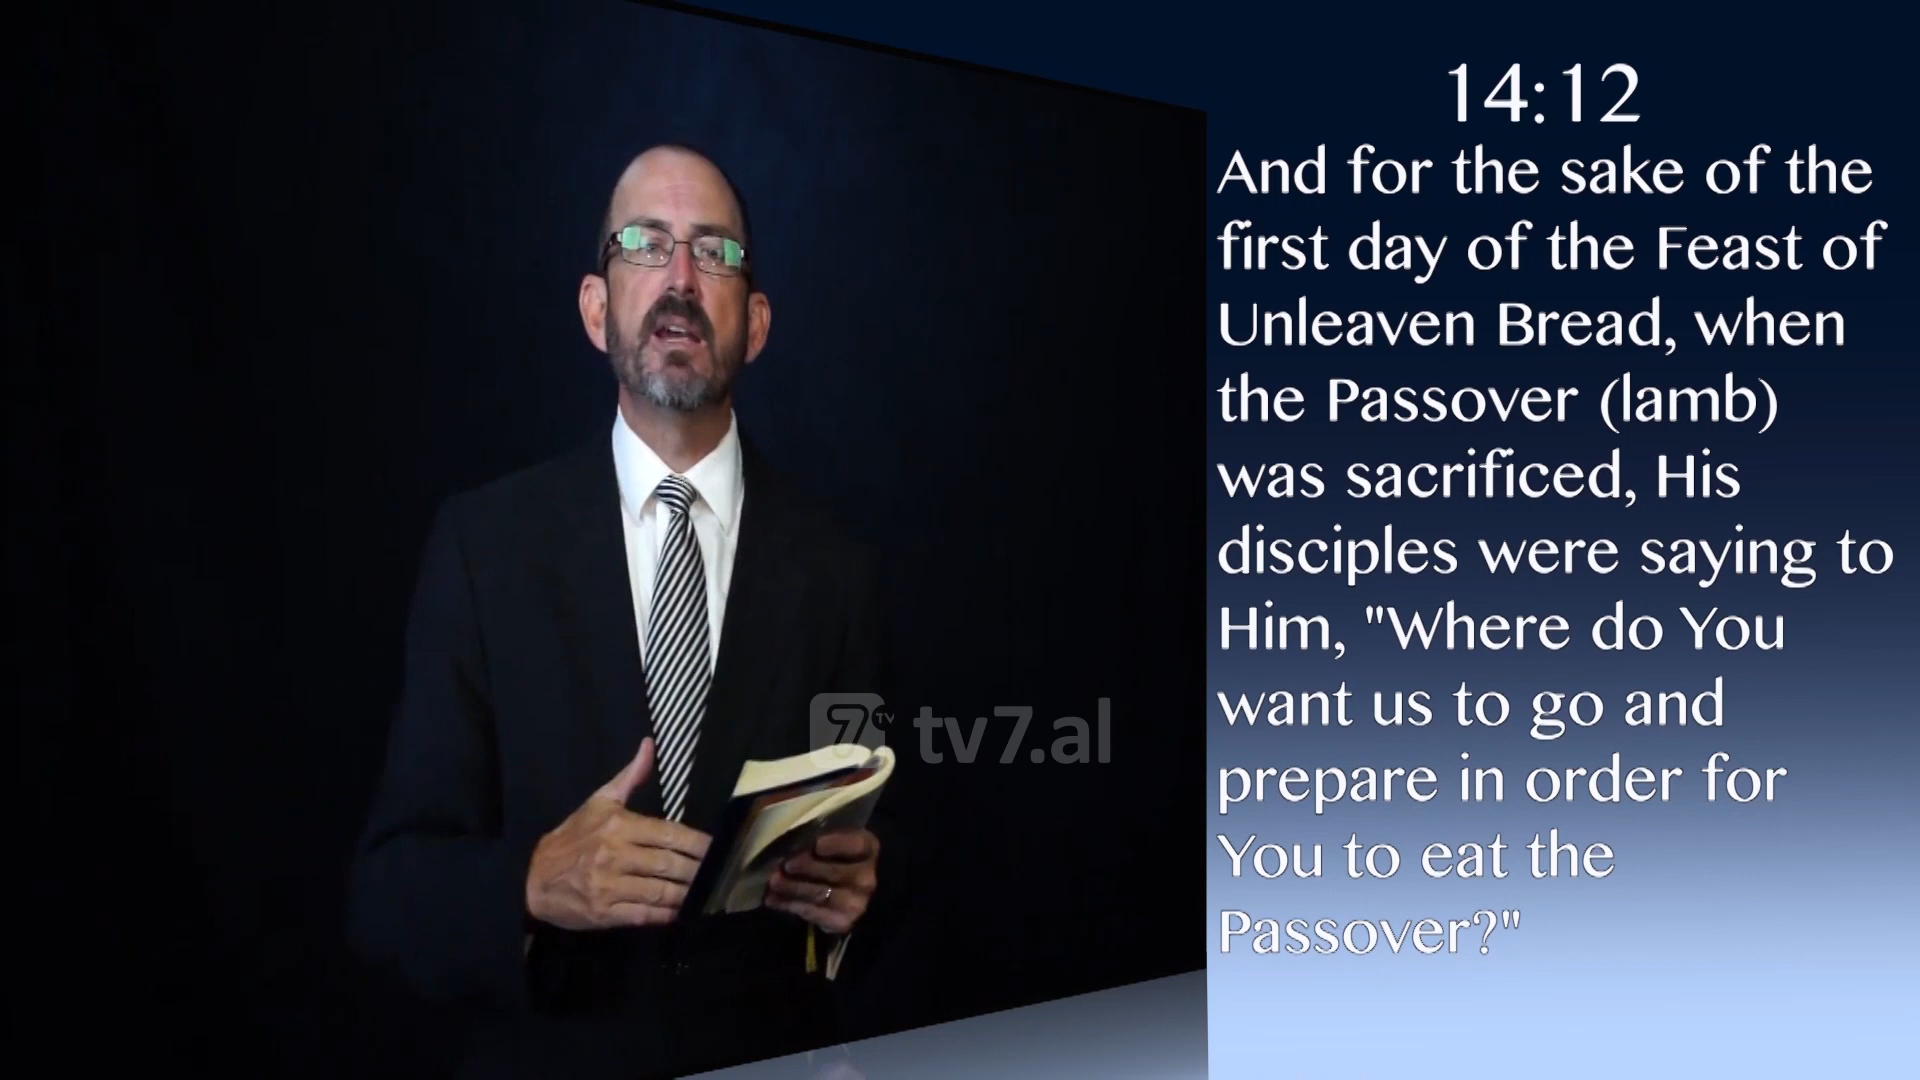 14:12
And for the sake of the
first day of the Feast of
Unleaven Bread, when
the Passover (lamb)
was sacrificed, His
disciples were saying to
Him, "Where do You
want us to go and
prepare in order for
You to eat the
Passover?"
7 TV tv7.al